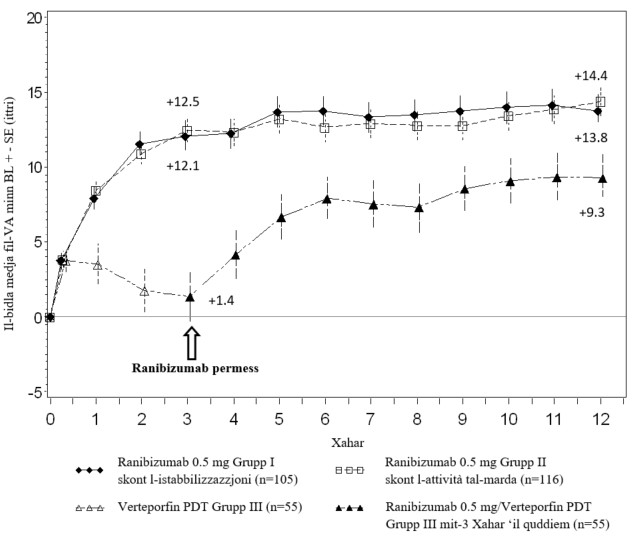 Il-bidla medja fil-VA minn BL + - SE (ittri)
20
15
10
5
0
-5
+14.4
+12.5
+13.8
+12.1
+9.3
+1.4
Ranibizumab permess
0 1 2 3 4 5 6 7 8 9 10 11 12
Xahar
Ranibizumab 0.5 mg Grupp I
skont l-istabbilizzazzjoni (n=105)
Ranibizumab 0.5 mg Grupp II
skont l-attività tal-marda (n=116)
Verteporfin PDT Grupp III (n=55)
Ranibizumab 0.5 mg/Verteporfin PDT
Grupp III mit-3 Xahar ‘il quddiem (n=55)